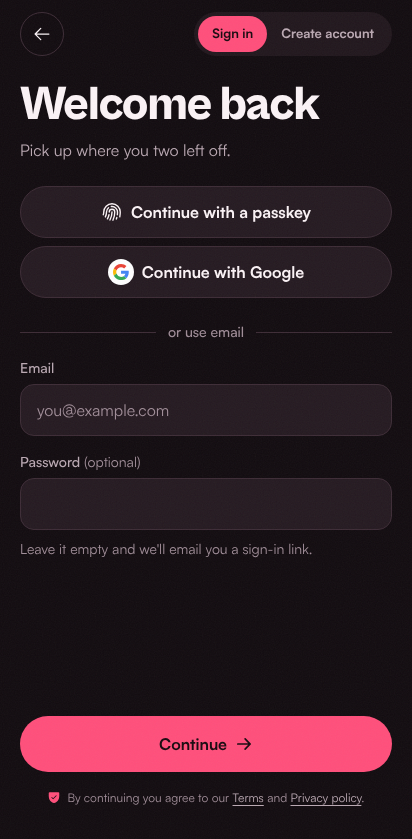 Sign in
Create account
Welcome back
Pick up where you two left off.
Continue with a passkey
Continue with Google
or use email
Email
you@example.com
Password (optional)
Leave it empty and we'll email you a sign-in link.
Continue
By continuing you agree to our Terms and Privacy policy.